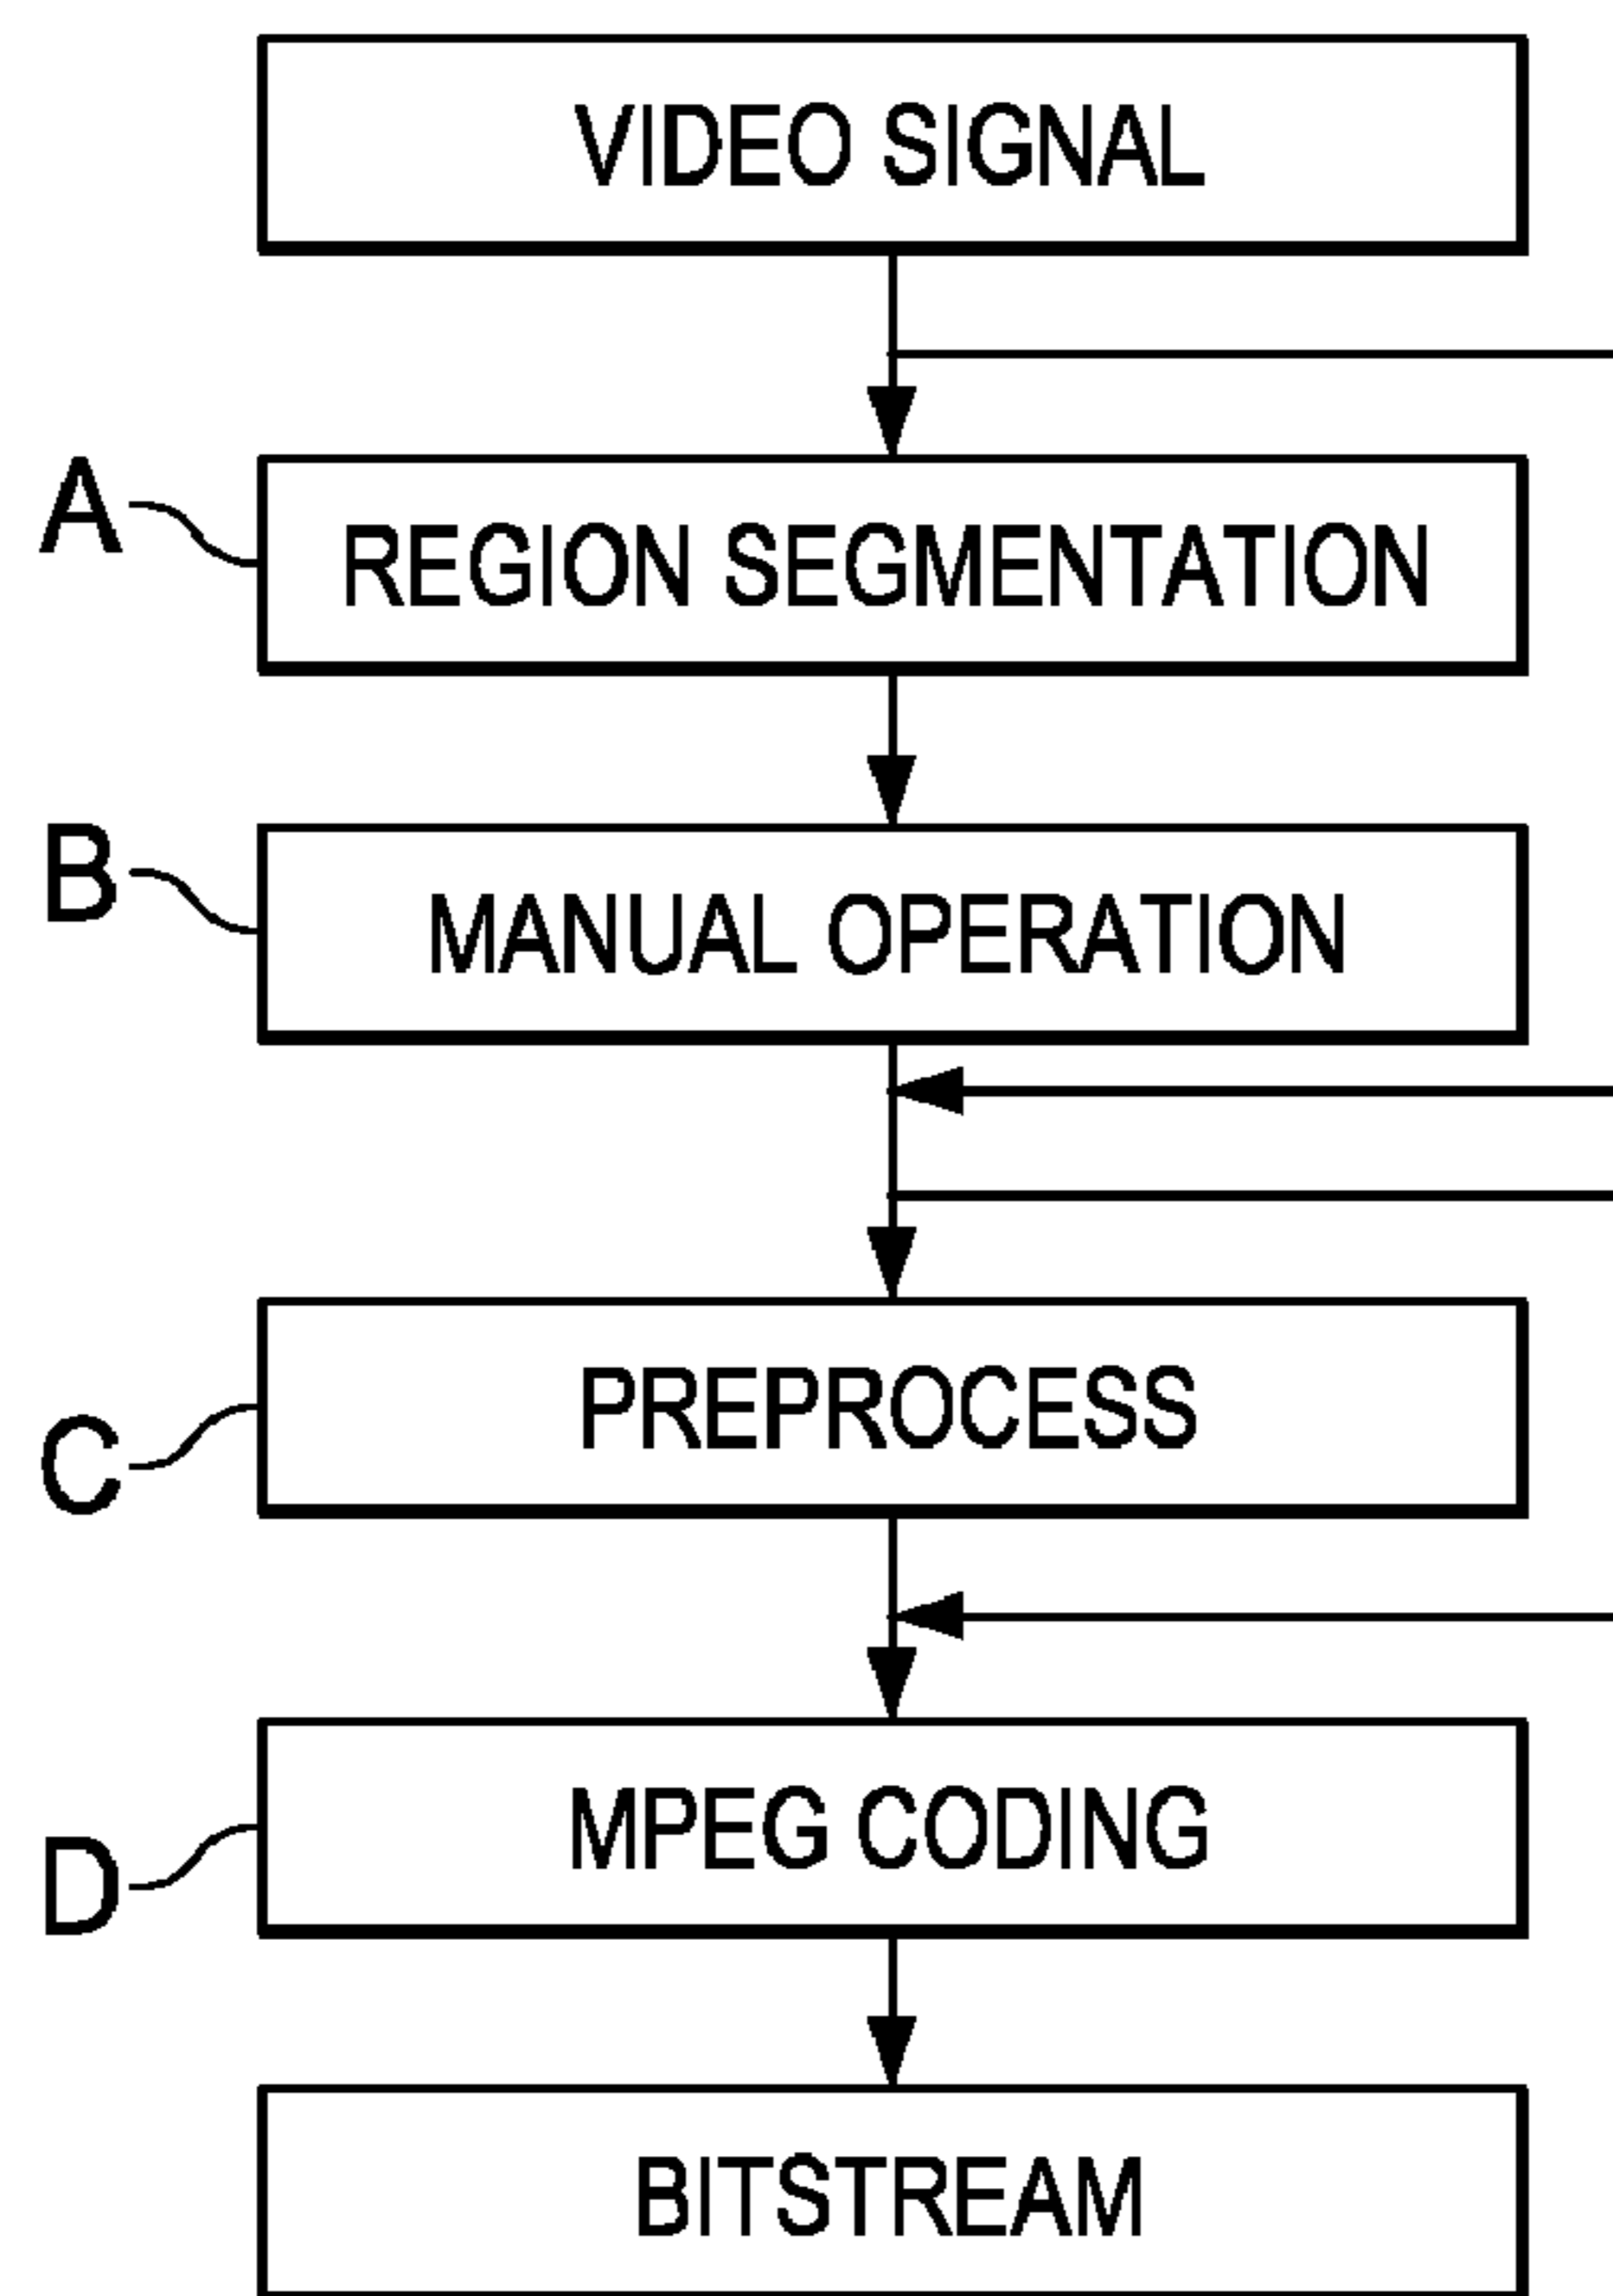 VIDEO SIGNAL
A
REGION SEGMENTATION
B
MANUAL OPERATION
C
PREPROCESS
D
MPEG CODING
BITSTREAM